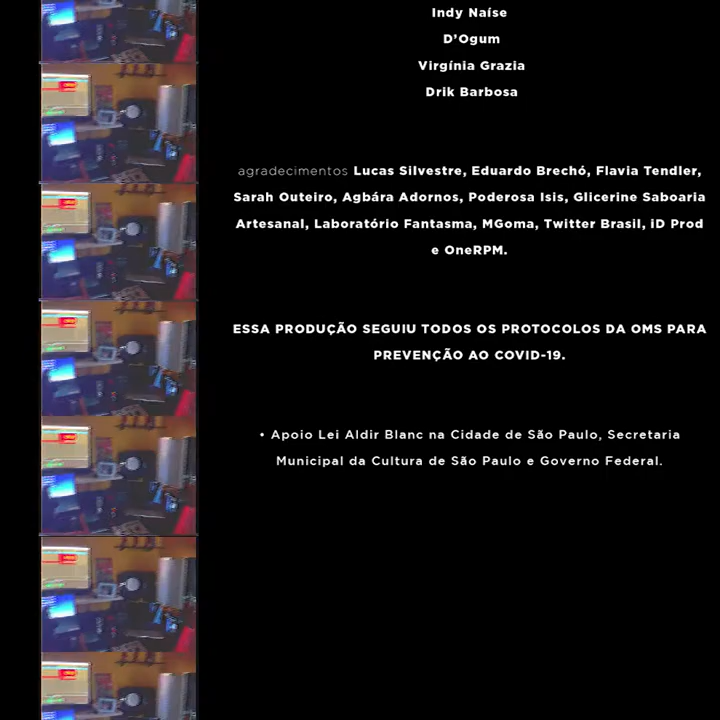 Indy Naíse
D’Ogum
Virgínia Grazia
Drik Barbosa
agradecimentos Lucas Silvestre, Eduardo Brechó, Flavia Tendler,
Sarah Outeiro, Agbára Adornos, Poderosa Isis, Glicerine Saboaria
Artesanal, Laboratório Fantasma, MGoma, Twitter Brasil, iD Prod
e OneRPM.
ESSA PRODUÇÃO SEGUIU TODOS OS PROTOCOLOS DA OMS PARA
PREVENÇÃO AO COVID-19.
• Apoio Lei Aldir Blanc na Cidade de São Paulo, Secretaria
Municipal da Cultura de São Paulo e Governo Federal.